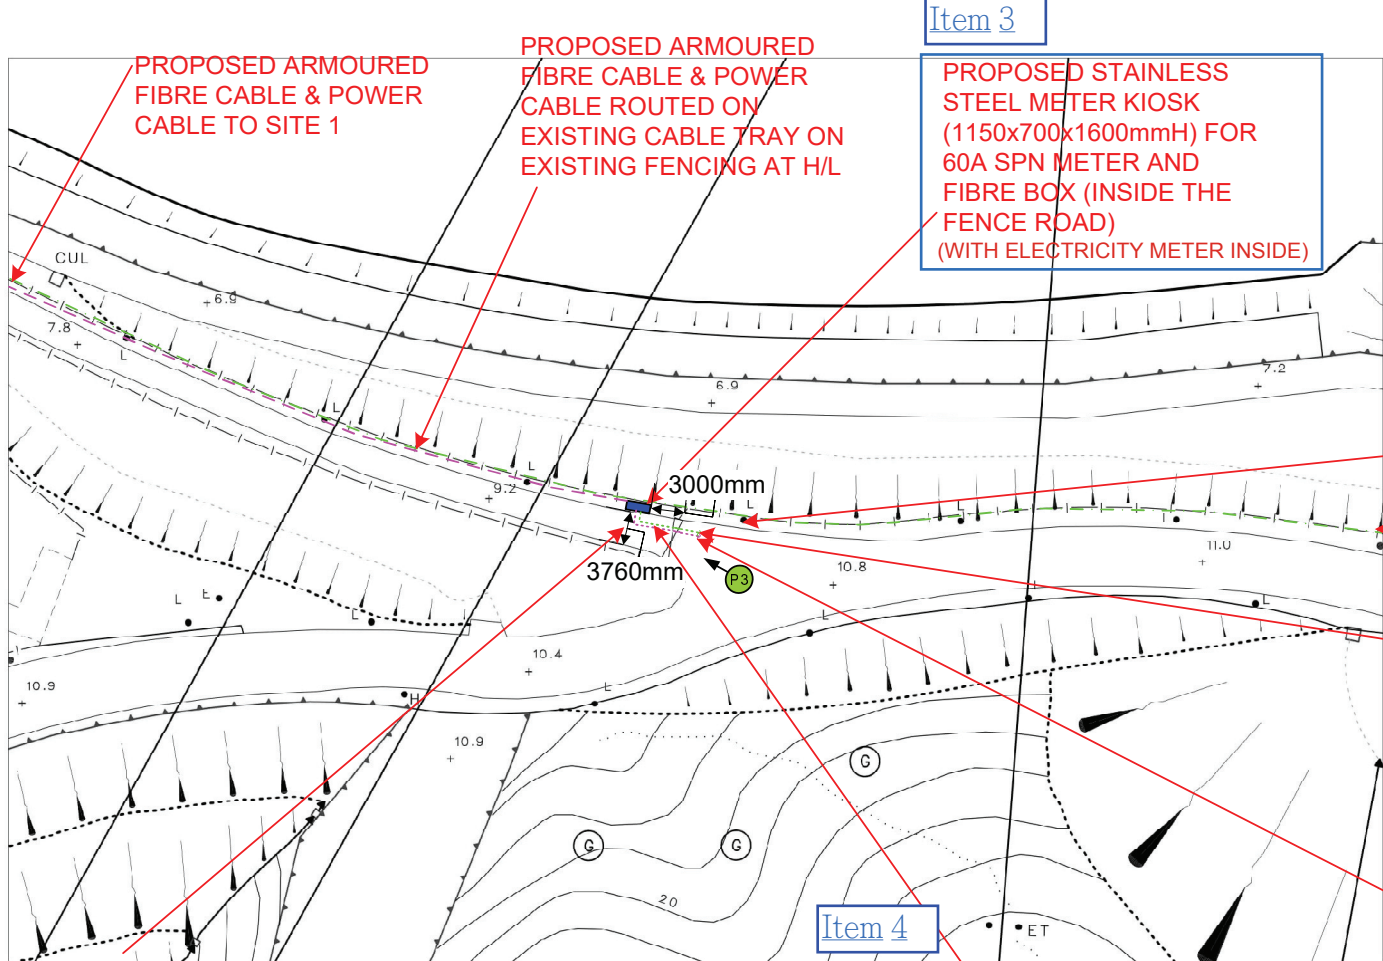 Item 3
PROPOSED ARMOURED
FIBRE CABLE & POWER
CABLE TO SITE 1
PROPOSED ARMOURED
FIBRE CABLE & POWER
CABLE ROUTED ON
EXISTING CABLE TRAY ON
EXISTING FENCING AT H/L
PROPOSED STAINLESS
STEEL METER KIOSK
(1150x700x1600mmH) FOR
60A SPN METER AND
FIBRE BOX (INSIDE THE
FENCE ROAD)
(WITH ELECTRICITY METER INSIDE)
CUL
6.9
7.8
L
L
6.9
7.2
L
9.2
3000mm
L
L
L
11.0
3760mm
P3
10.8
L
E
L
L
L
10.4
10.9
H
L
10.9
G
G
G
20
Item 4
ET